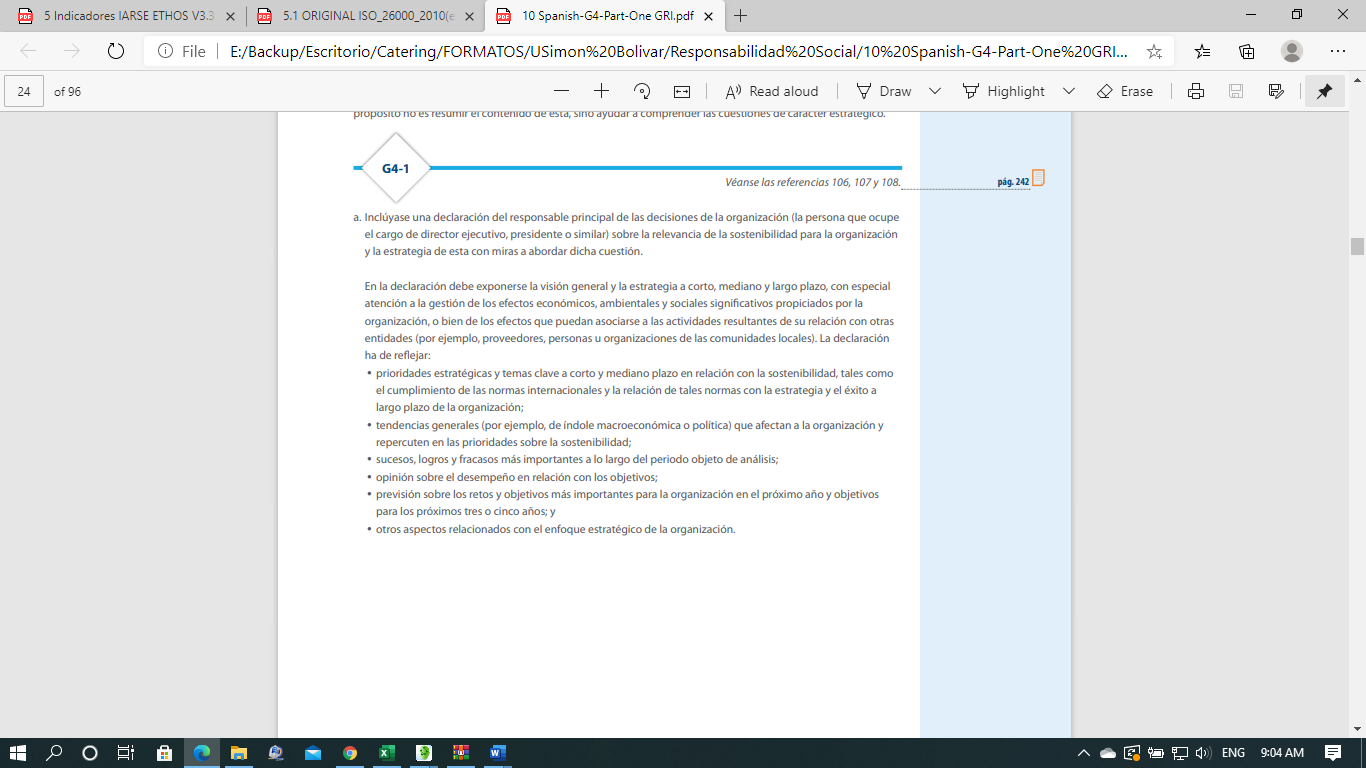 5 Indicadores IARSE ETHOS V3.3
5.1 ORIGINAL ISO_26000_2010(e
10 Spanish-G4-Part-One GRI.pdf
File
E:/Backup/Escritorio/Catering/FORMATOS/USimon%20Bolivar/Responsabilidad%20Social/10%20Spanish-G4-Part-One%20GRI...
24 of 96
Read aloud
Draw
Highlight
Erase
propósito no es resumir el contenido de esta, sino ayudar a comprender las cuestiones de carácter estratégico.
G4-1
Véanse las referencias 106, 107 y 108.
pág. 242
a. Inclúyase una declaración del responsable principal de las decisiones de la organización (la persona que ocupe
el cargo de director ejecutivo, presidente o similar) sobre la relevancia de la sostenibilidad para la organización
y la estrategia de esta con miras a abordar dicha cuestión.
En la declaración debe exponerse la visión general y la estrategia a corto, mediano y largo plazo, con especial
atención a la gestión de los efectos económicos, ambientales y sociales significativos propiciados por la
organización, o bien de los efectos que puedan asociarse a las actividades resultantes de su relación con otras
entidades (por ejemplo, proveedores, personas u organizaciones de las comunidades locales). La declaración
ha de reflejar:
• prioridades estratégicas y temas clave a corto y mediano plazo en relación con la sostenibilidad, tales como
el cumplimiento de las normas internacionales y la relación de tales normas con la estrategia y el éxito a
largo plazo de la organización;
• tendencias generales (por ejemplo, de índole macroeconómica o política) que afectan a la organización y
repercuten en las prioridades sobre la sostenibilidad;
• sucesos, logros y fracasos más importantes a lo largo del periodo objeto de análisis;
• opinión sobre el desempeño en relación con los objetivos;
• previsión sobre los retos y objetivos más importantes para la organización en el próximo año y objetivos
para los próximos tres o cinco años; y
• otros aspectos relacionados con el enfoque estratégico de la organización.
ENG
9:04 AM